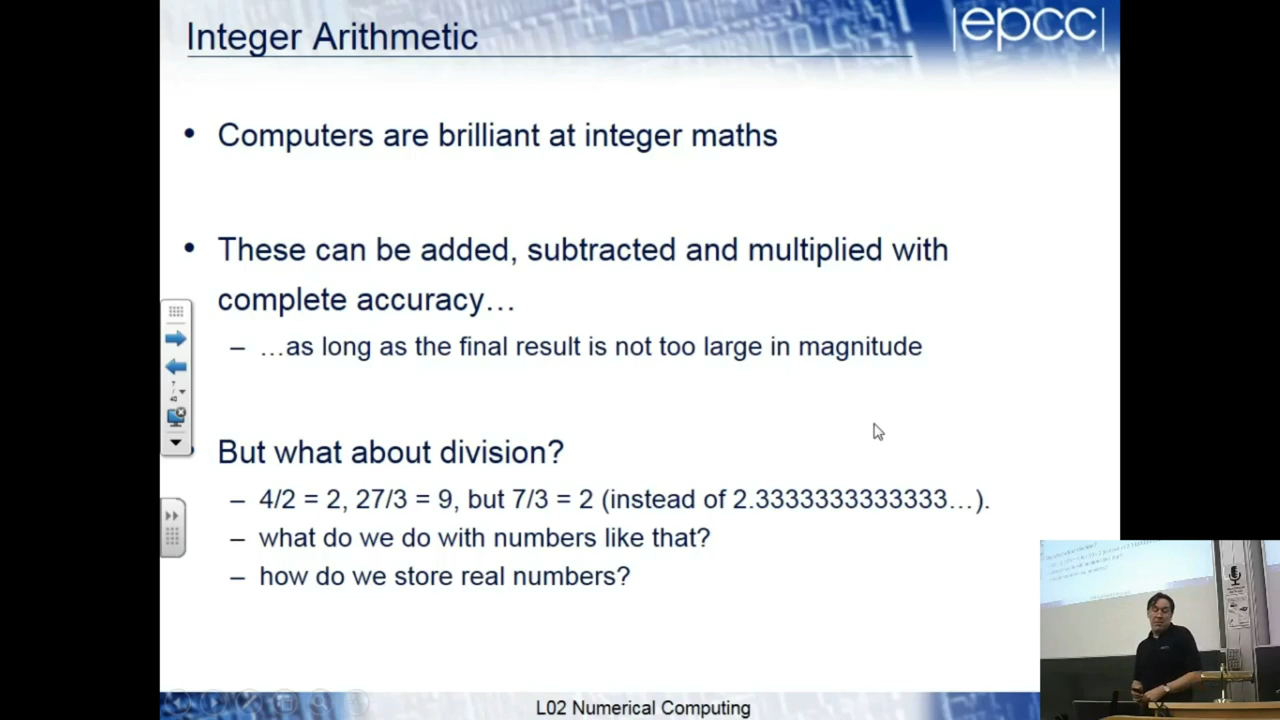 Integer Arithmetic
|epcc|
• Computers are brilliant at integer maths
• These can be added, subtracted and multiplied with
complete accuracy…
– …as long as the final result is not too large in magnitude
• But what about division?
– 4/2 = 2, 27/3 = 9, but 7/3 = 2 (instead of 2.3333333333333…).
– what do we do with numbers like that?
– how do we store real numbers?
L02 Numerical Computing